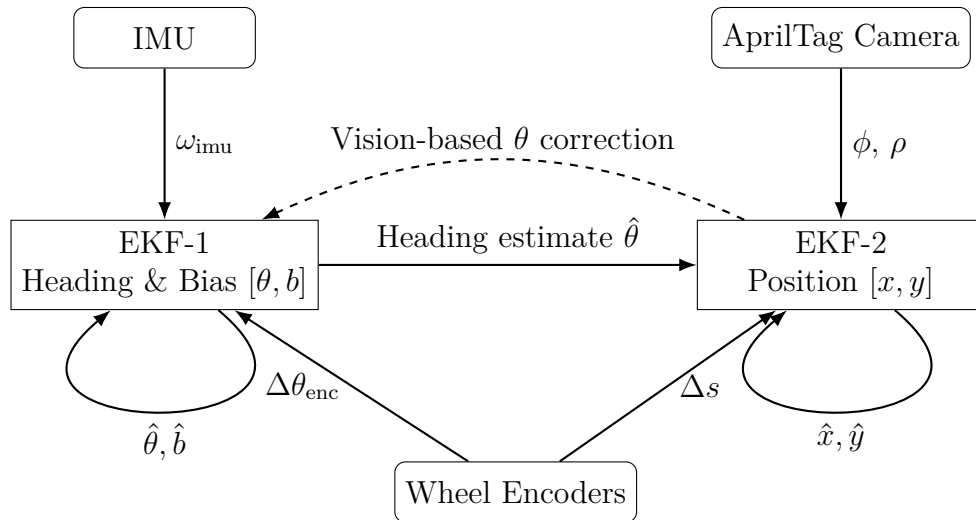 IMU
AprilTag Camera
ω_imu
Vision-based θ correction
ϕ, ρ
EKF-1
Heading & Bias [θ, b]
Heading estimate θ̂
EKF-2
Position [x, y]
Δθ_enc
Δs
θ̂, b̂
x̂, ŷ
Wheel Encoders